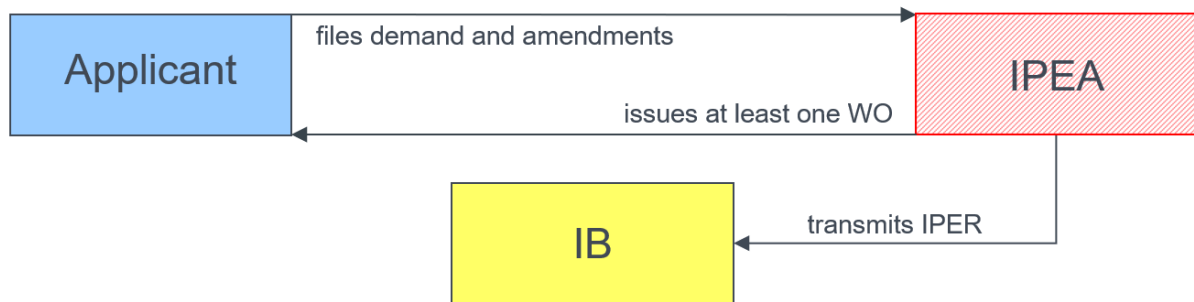 files demand and amendments
Applicant
IPEA
issues at least one WO
transmits IPER
IB